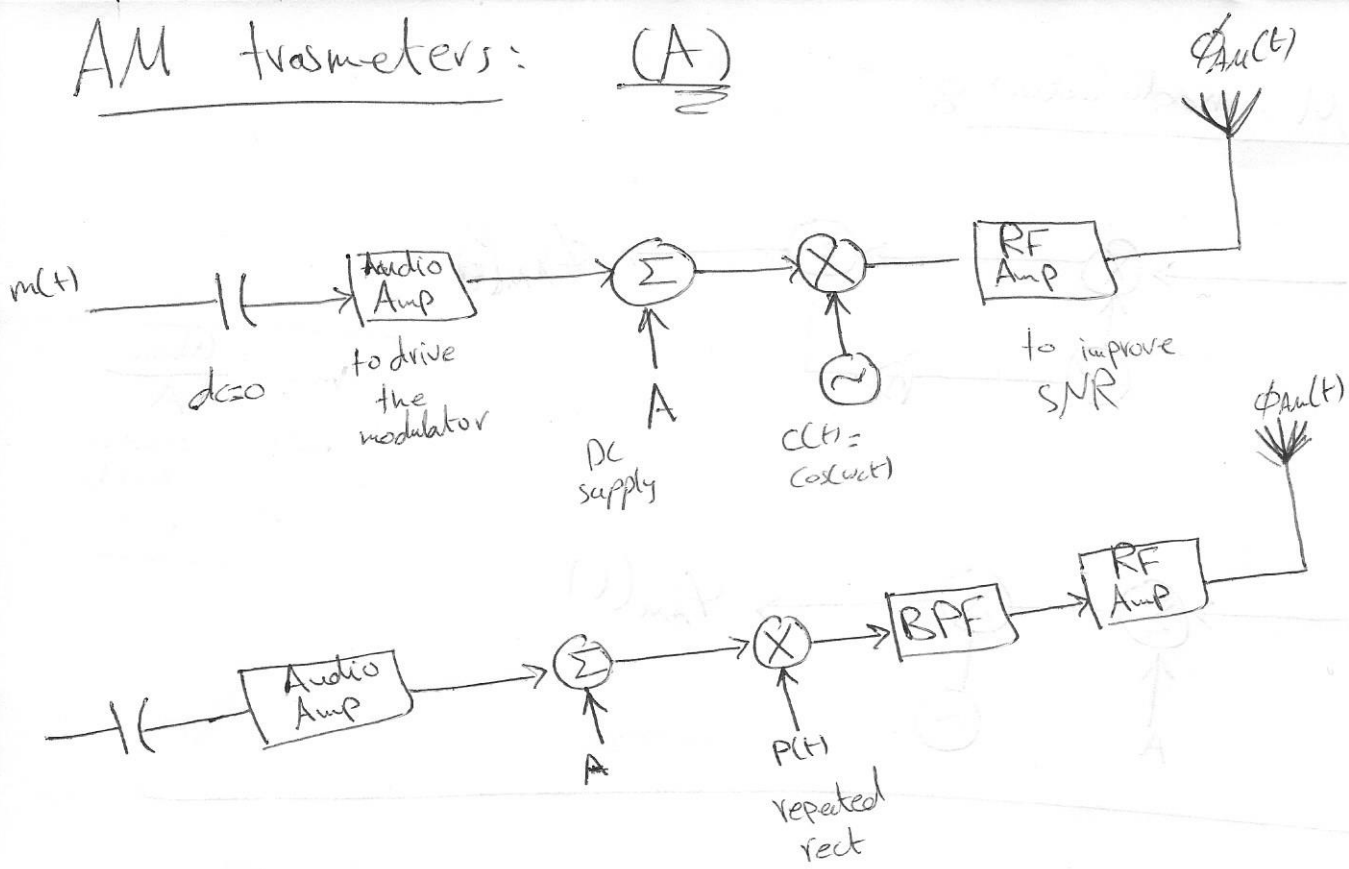 AM trasmeters: (A)
ϕAM(t)
m(t)
dc=0
Audio
Amp
to drive
the
modulator
Σ
A
DC
supply
X
~
C(t)=
cos(ωct)
RF
Amp
to improve
SNR
ϕAM(t)
Audio
Amp
Σ
A
X
P(t)
repeated
rect
BPF
RF
Amp